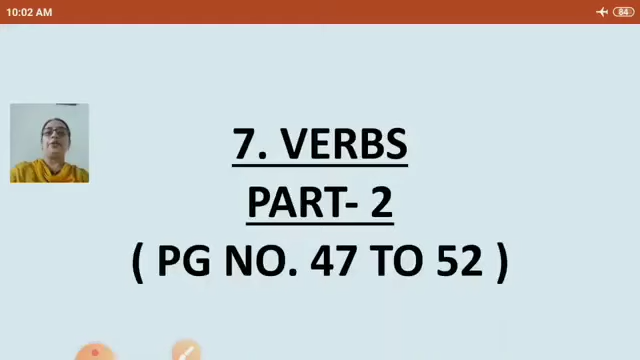 10:02 AM
84
7. VERBS
PART- 2
( PG NO. 47 TO 52 )